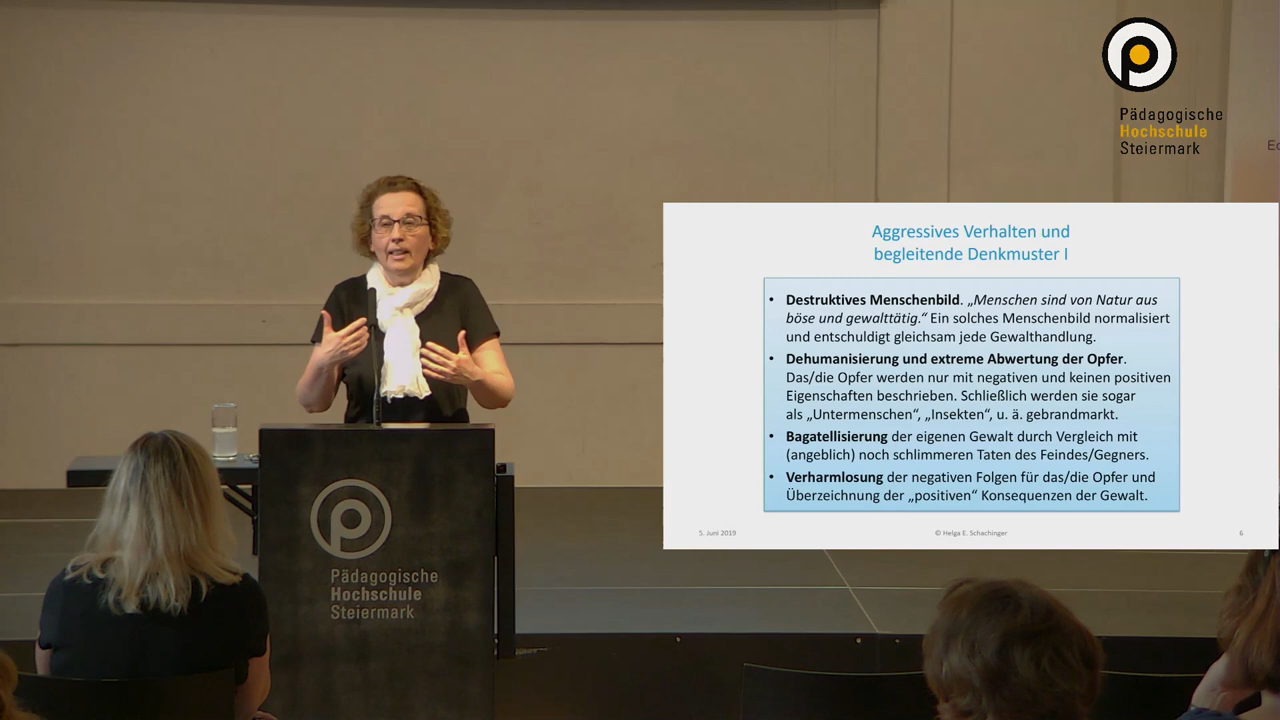 Pädagogische
Hochschule
Steiermark
Aggressives Verhalten und
begleitende Denkmuster I
• Destruktives Menschenbild. „Menschen sind von Natur aus
böse und gewalttätig.“ Ein solches Menschenbild normalisiert
und entschuldigt gleichsam jede Gewalthandlung.
• Dehumanisierung und extreme Abwertung der Opfer.
Das/die Opfer werden nur mit negativen und keinen positiven
Eigenschaften beschrieben. Schließlich werden sie sogar
als „Untermenschen“, „Insekten“, u. ä. gebrandmarkt.
• Bagatellisierung der eigenen Gewalt durch Vergleich mit
(angeblich) noch schlimmeren Taten des Feindes/Gegners.
• Verharmlosung der negativen Folgen für das/die Opfer und
Überzeichnung der „positiven“ Konsequenzen der Gewalt.
5. Juni 2019 © Helga E. Schachinger 6
Pädagogische
Hochschule
Steiermark